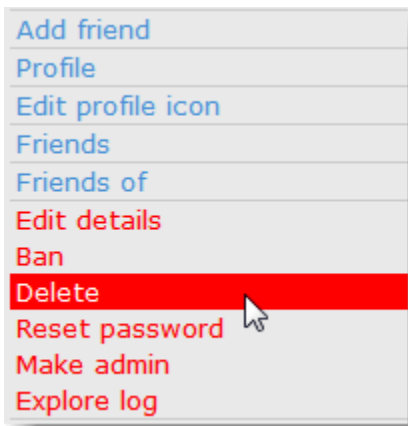 Add friend
Profile
Edit profile icon
Friends
Friends of
Edit details
Ban
Delete
Reset password
Make admin
Explore log